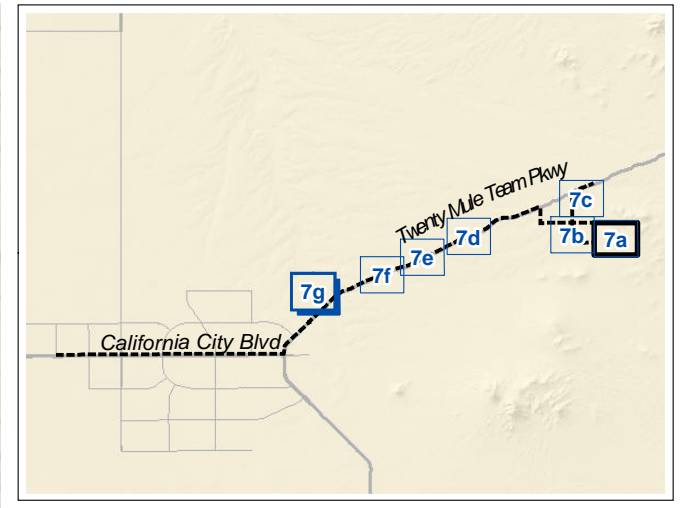 Twenty Mule Team Pkwy
7c
7b
7a
7d
7e
7f
7g
California City Blvd